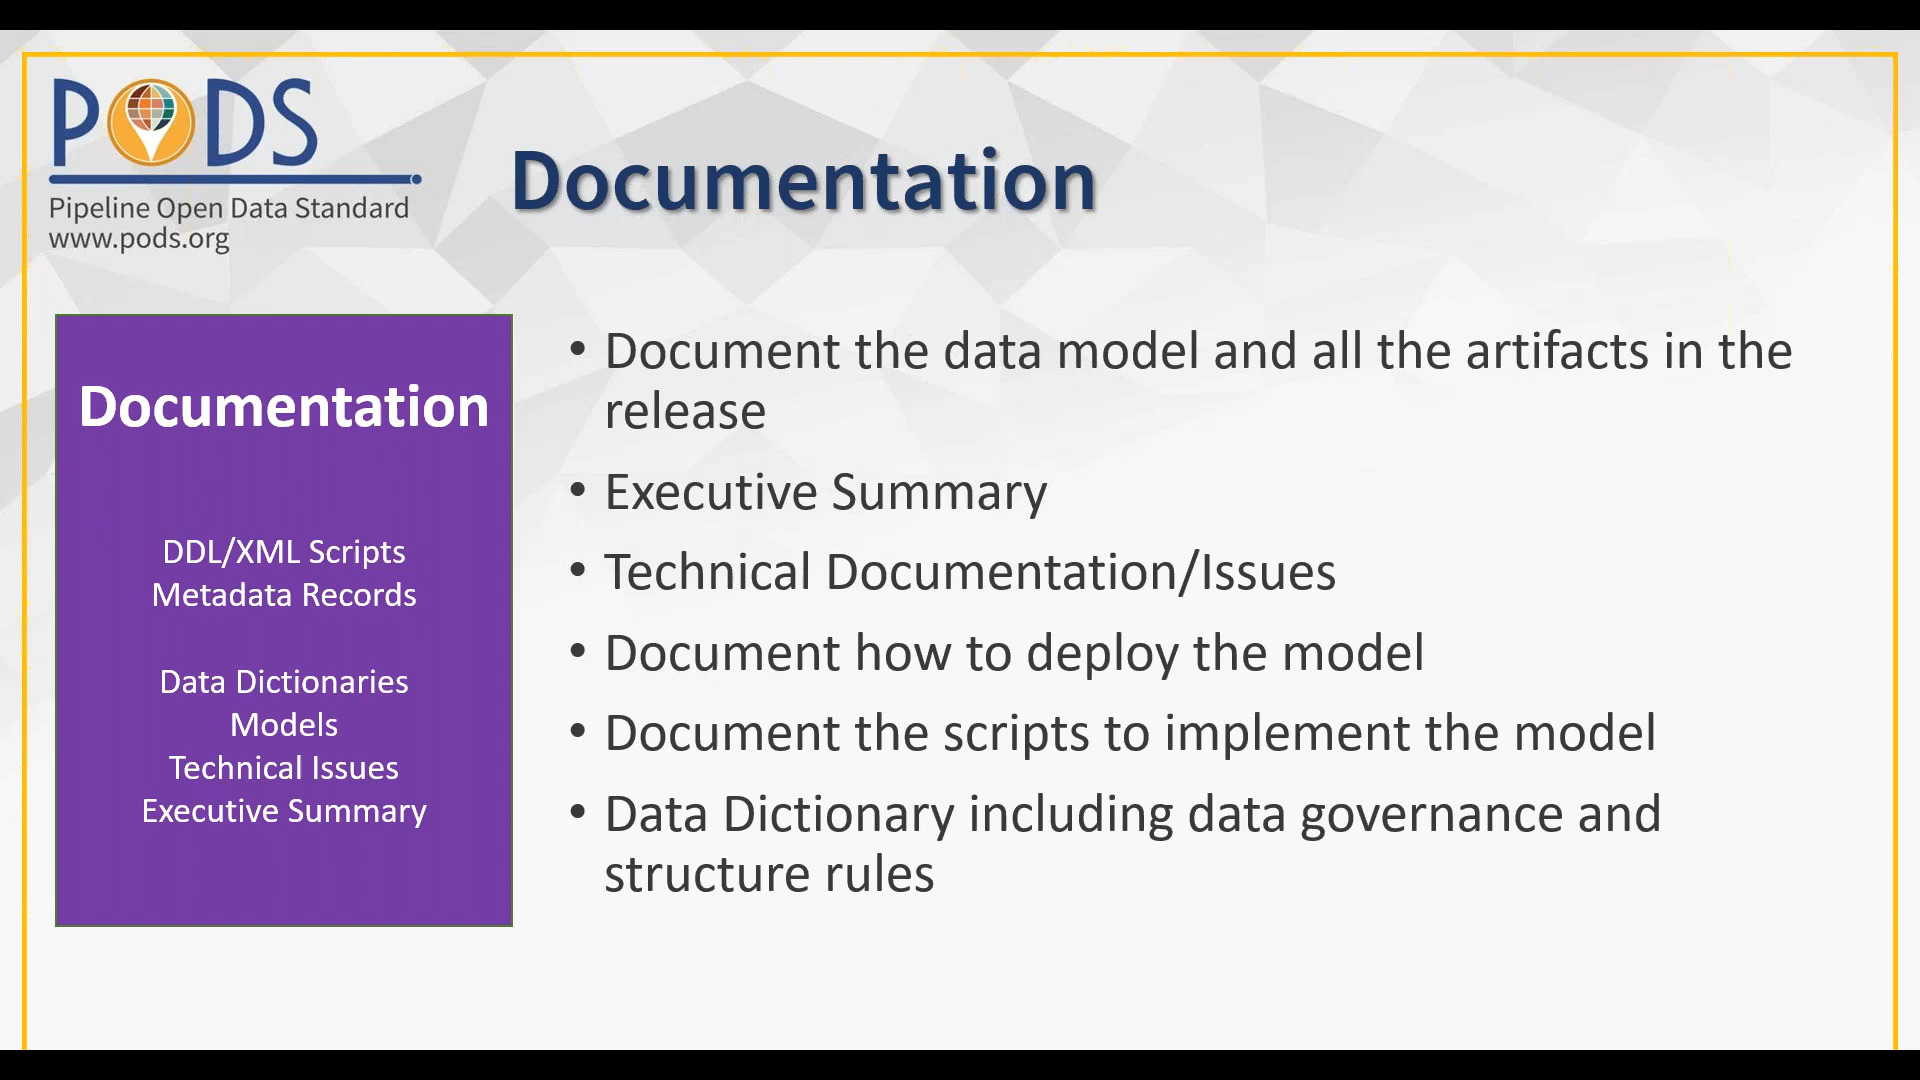 PODS
Pipeline Open Data Standard
www.pods.org
Documentation
Documentation
DDL/XML Scripts
Metadata Records
Data Dictionaries
Models
Technical Issues
Executive Summary
• Document the data model and all the artifacts in the
release
• Executive Summary
• Technical Documentation/Issues
• Document how to deploy the model
• Document the scripts to implement the model
• Data Dictionary including data governance and
structure rules